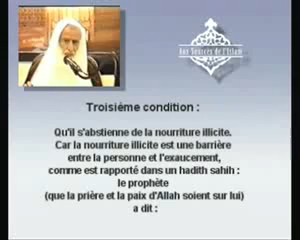 Aux Sources de l'Islam
Troisième condition :
Qu'il s'abstienne de la nourriture illicite.
Car la nourriture illicite est une barrière
entre la personne et l'exaucement,
comme est rapporté dans un hadith sahih :
le prophète
(que la prière et la paix d'Allah soient sur lui)
a dit :